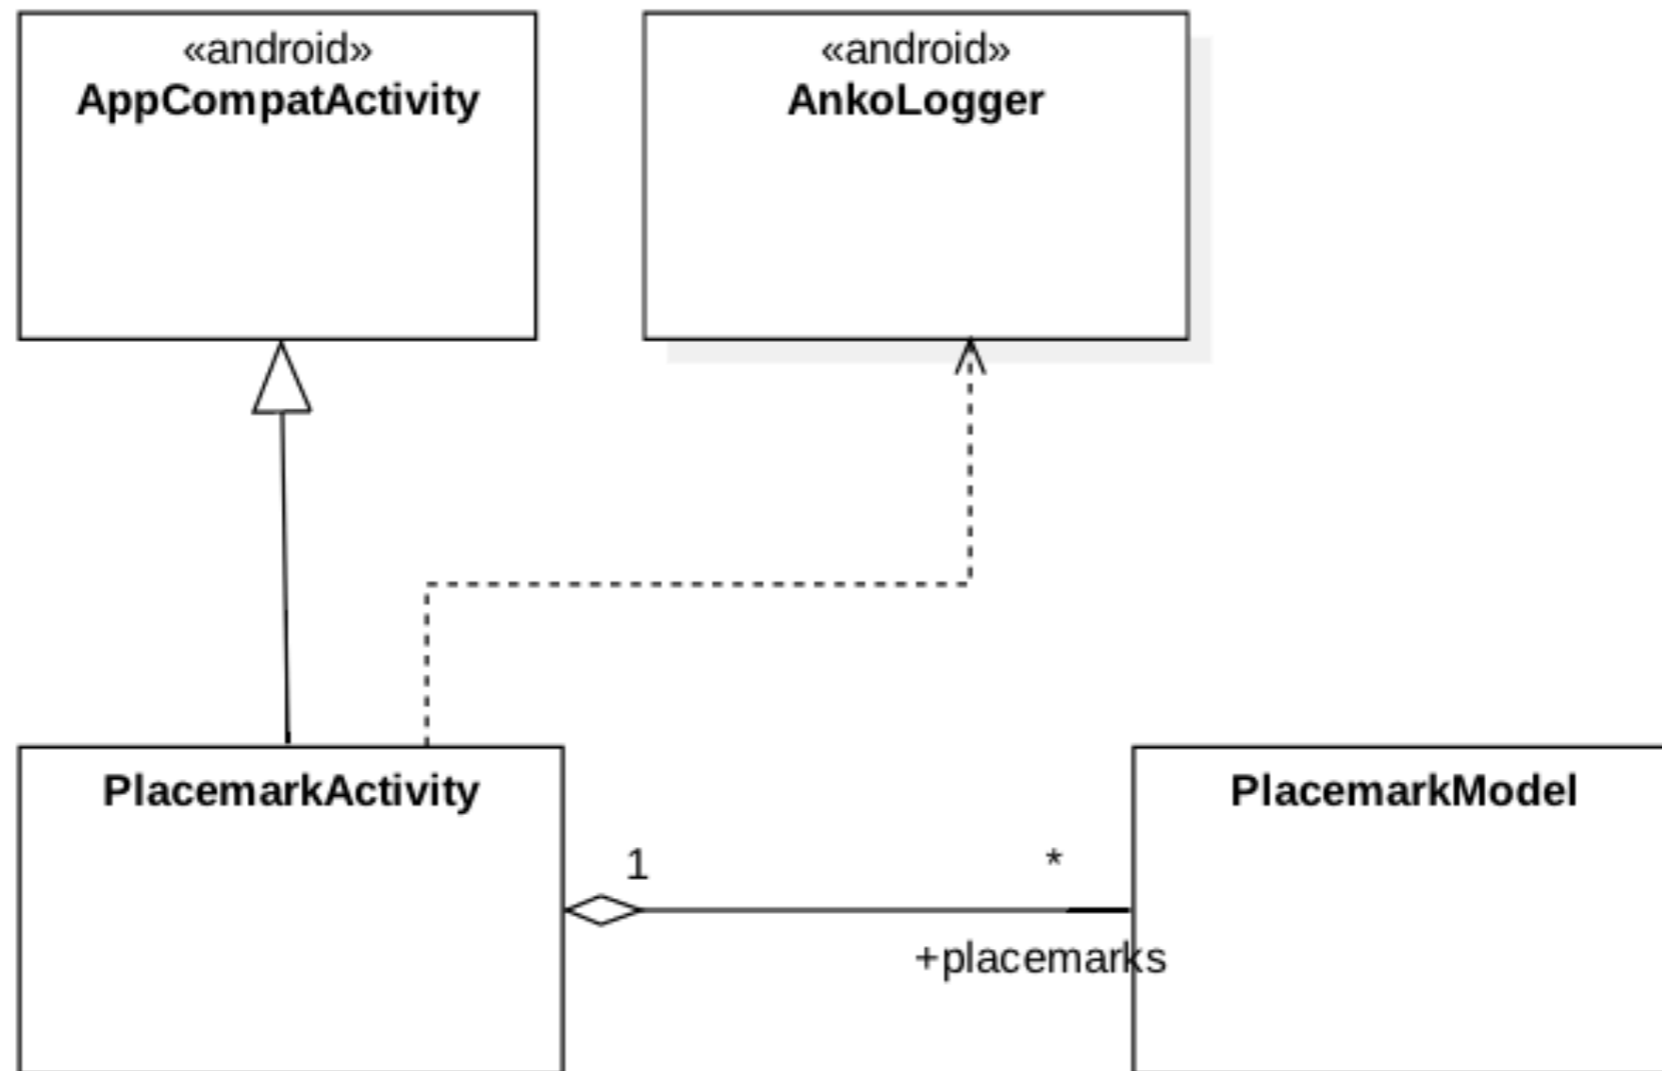 «android»
AppCompatActivity
«android»
AnkoLogger
PlacemarkActivity
PlacemarkModel
1
*
+placemarks